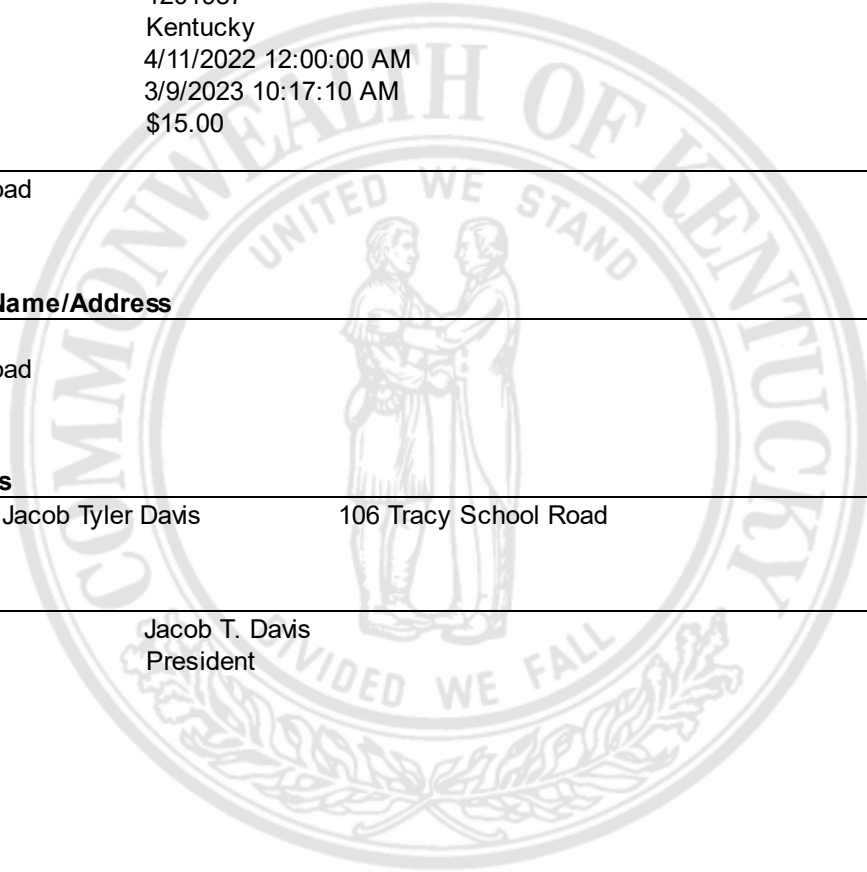 Kentucky
4/11/2022 12:00:00 AM
3/9/2023 10:17:10 AM
$15.00
oad
Name/Address
oad
s
Jacob Tyler Davis 106 Tracy School Road
Jacob T. Davis
President
COMMONWEALTH OF KENTUCKY
UNITED WE STAND
DIVIDED WE FALL